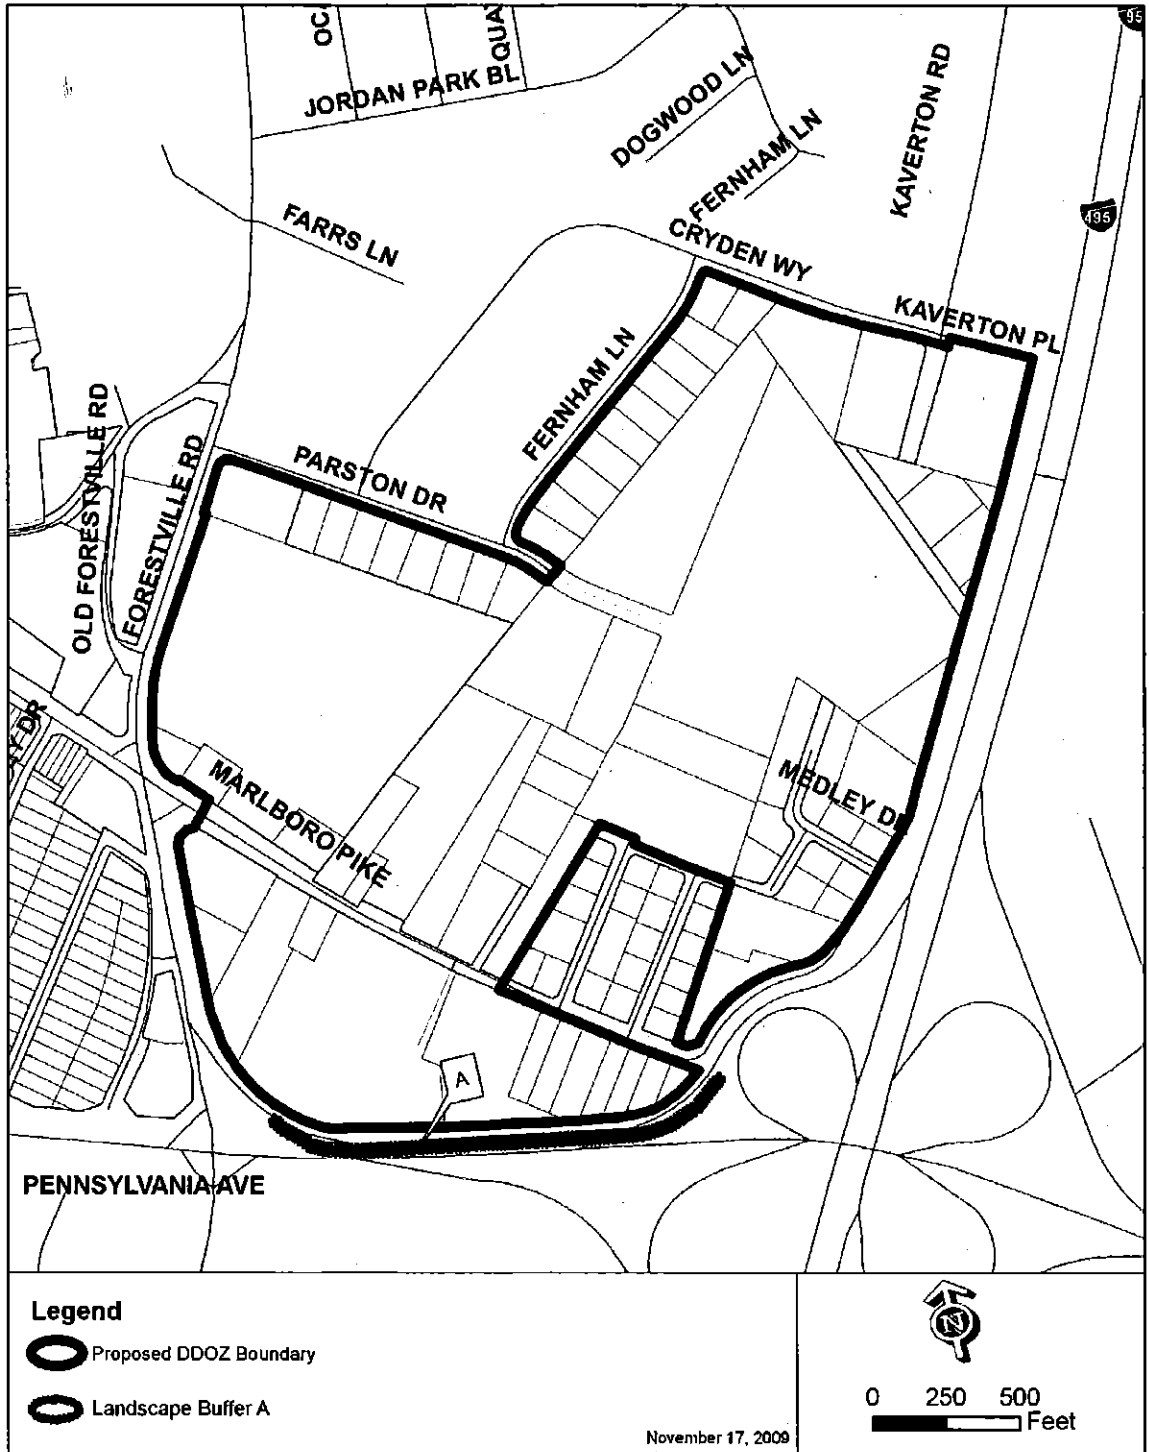 OC
QUA
95
JORDAN PARK BL
DOGWOOD LN
KAVERTON RD
FERNHAM LN
495
FARRS LN
CRYDEN WY
KAVERTON PL
FERNHAM LN
OLD FORESTVILLE RD
FORESTVILLE RD
PARSTON DR
DR
MARLBORO PIKE
MEDLEY D
A
PENNSYLVANIA AVE
Legend
Proposed DDOZ Boundary
Landscape Buffer A
N
0 250 500
Feet
November 17, 2009